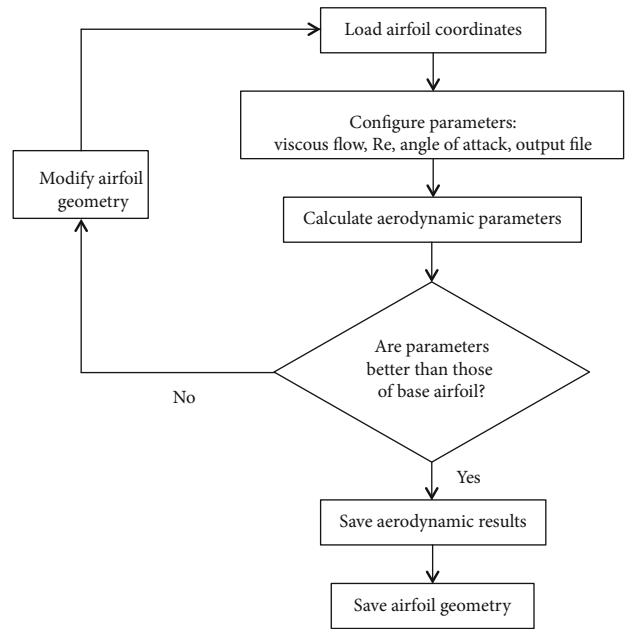 Load airfoil coordinates
Configure parameters:
viscous flow, Re, angle of attack, output file
Modify airfoil
geometry
Calculate aerodynamic parameters
Are parameters
better than those
of base airfoil?
No
Yes
Save aerodynamic results
Save airfoil geometry